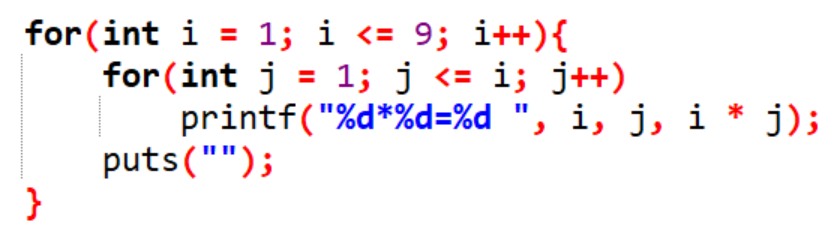 for(int i = 1; i <= 9; i++){
    for(int j = 1; j <= i; j++)
        printf("%d*%d=%d ", i, j, i * j);
    puts("");
}